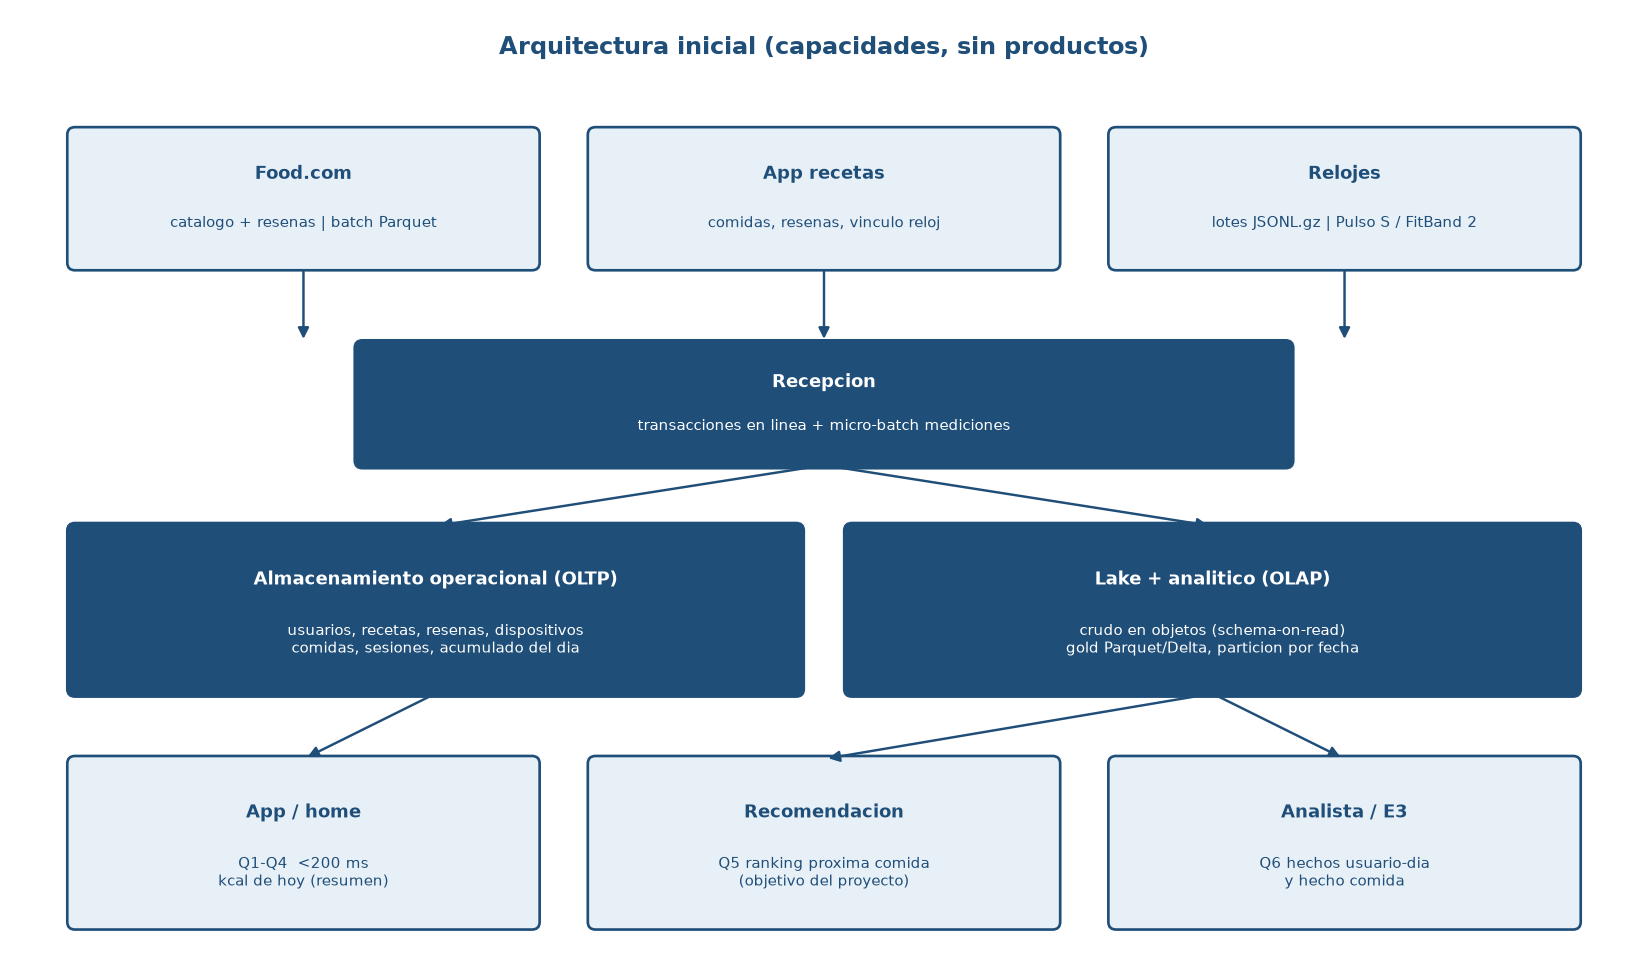 Arquitectura inicial (capacidades, sin productos)
Food.com
catalogo + resenas | batch Parquet
App recetas
comidas, resenas, vinculo reloj
Relojes
lotes JSONL.gz | Pulso S / FitBand 2
Recepcion
transacciones en linea + micro-batch mediciones
Almacenamiento operacional (OLTP)
usuarios, recetas, resenas, dispositivos
comidas, sesiones, acumulado del dia
Lake + analitico (OLAP)
crudo en objetos (schema-on-read)
gold Parquet/Delta, particion por fecha
App / home
Q1-Q4  <200 ms
kcal de hoy (resumen)
Recomendacion
Q5 ranking proxima comida
(objetivo del proyecto)
Analista / E3
Q6 hechos usuario-dia
y hecho comida